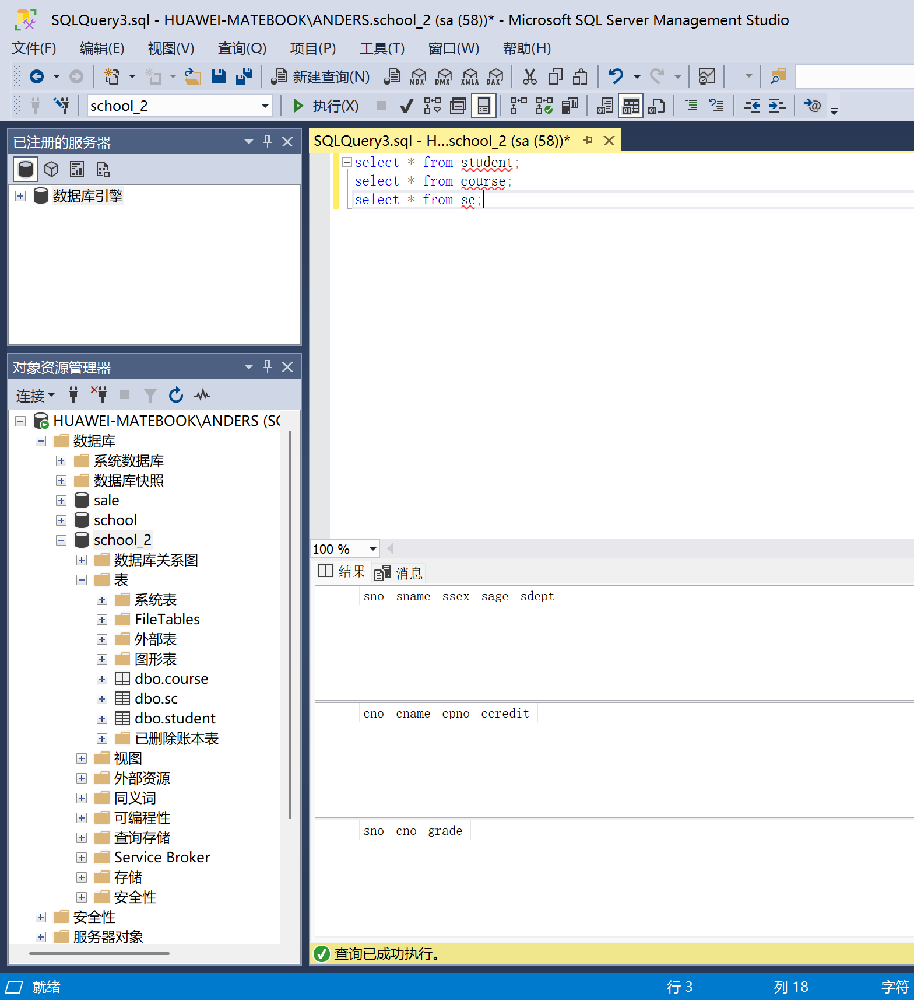 SQLQuery3.sql - HUAWEI-MATEBOOK\ANDERS.school_2 (sa (58))* - Microsoft SQL Server Management Studio
文件(F) 编辑(E) 视图(V) 查询(Q) 项目(P) 工具(T) 窗口(W) 帮助(H)
新建查询(N) MDX DMX XMLA DAX
school_2 执行(X)
已注册的服务器
数据库引擎
SQLQuery3.sql - H...school_2 (sa (58))*
select * from student;
select * from course;
select * from sc;
对象资源管理器
连接
HUAWEI-MATEBOOK\ANDERS (SQ
数据库
系统数据库
数据库快照
sale
school
school_2
数据库关系图
表
系统表
FileTables
外部表
图形表
dbo.course
dbo.sc
dbo.student
已删除账本表
视图
外部资源
同义词
可编程性
查询存储
Service Broker
存储
安全性
安全性
服务器对象
100 %
结果 消息
sno sname ssex sage sdept
cno cname cpno ccredit
sno cno grade
查询已成功执行。
就绪 行 3 列 18 字符